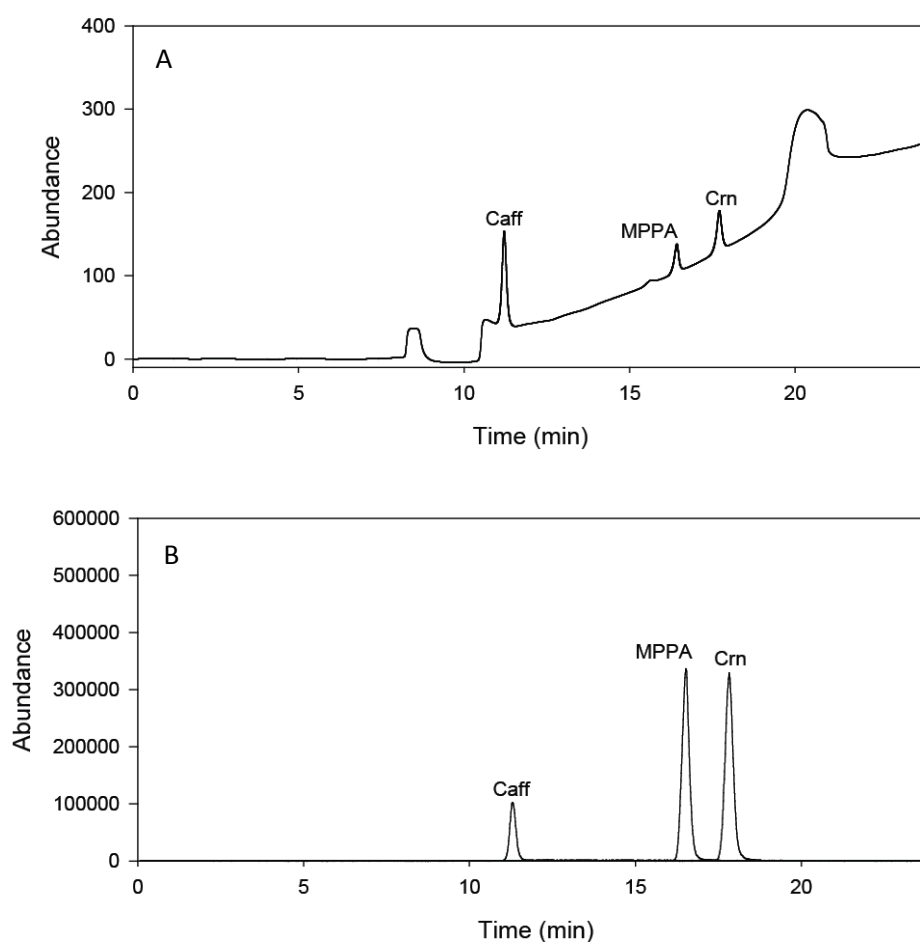 A
Abundance
400
300
200
100
0
Caff
MPPA
Crn
0 5 10 15 20
Time (min)
B
Abundance
600000
500000
400000
300000
200000
100000
0
Caff
MPPA
Crn
0 5 10 15 20
Time (min)